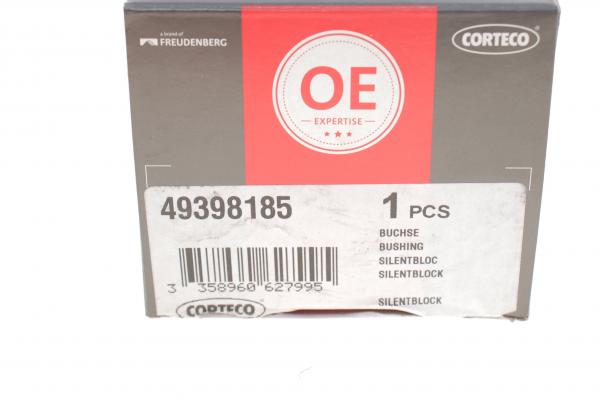 a brand of
FREUDENBERG
CORTECO
OE
EXPERTISE
49398185
1 PCS
BUCHSE
BUSHING
SILENTBLOC
SILENTBLOCK
SILENTBLOCK
3 358960 627995
CORTECO